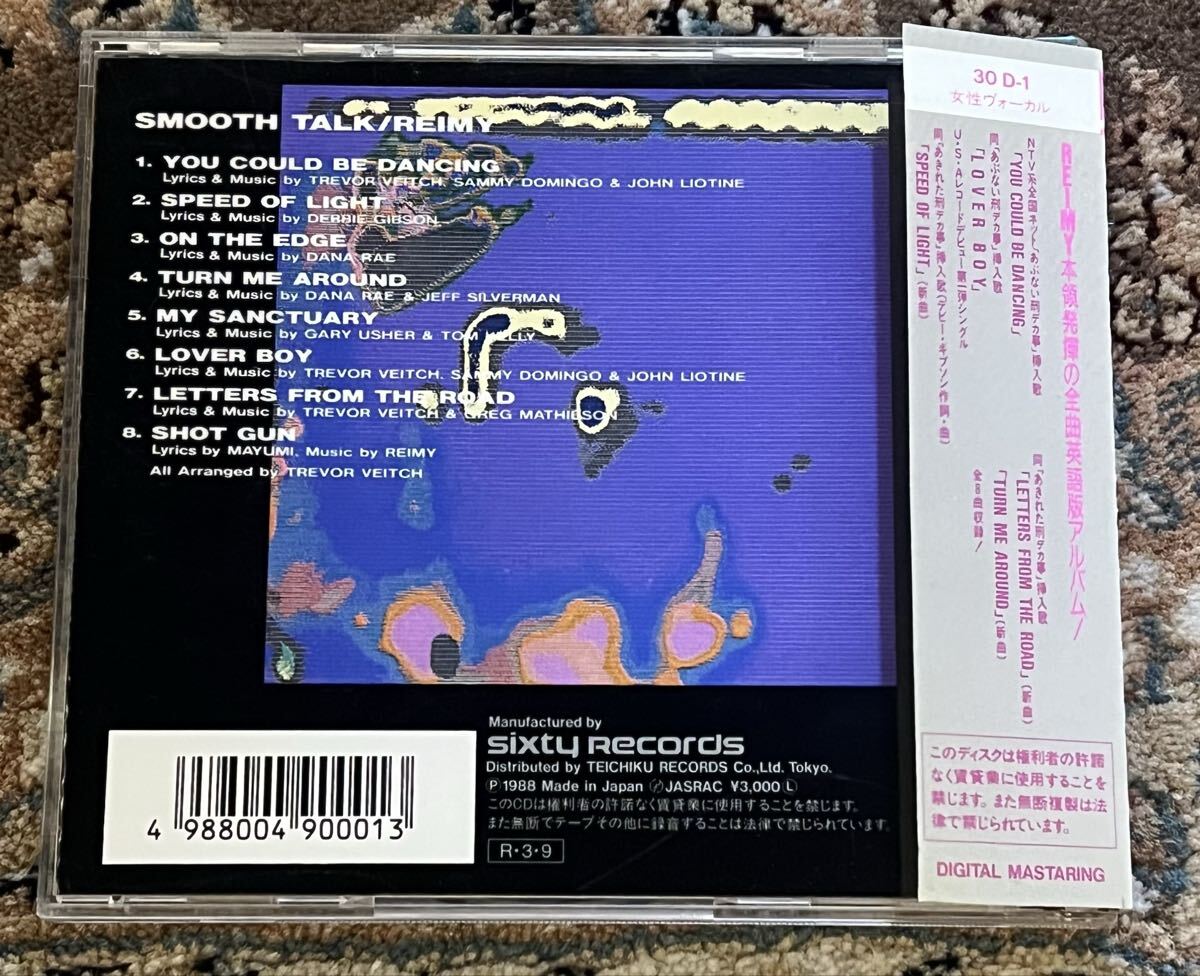 SMOOTH TALK/REIMY
1. YOU COULD BE DANCING
Lyrics & Music by TREVOR VEITCH, SAMMY DOMINGO & JOHN LIOTINE
2. SPEED OF LIGHT
Lyrics & Music by DEBBIE GIBSON
3. ON THE EDGE
Lyrics & Music by DANA RAE
4. TURN ME AROUND
Lyrics & Music by DANA RAE & JEFF SILVERMAN
5. MY SANCTUARY
Lyrics & Music by GARY USHER & TOM KELLY
6. LOVER BOY
Lyrics & Music by TREVOR VEITCH, SAMMY DOMINGO & JOHN LIOTINE
7. LETTERS FROM THE ROAD
Lyrics & Music by TREVOR VEITCH & GREG MATHIESON
8. SHOT GUN
Lyrics by MAYUMI, Music by REIMY
All Arranged by TREVOR VEITCH
4 988004 900013
Manufactured by
sixty Records
Distributed by TEICHIKU RECORDS Co.,Ltd. Tokyo.
Ⓟ1988 Made in Japan JASRAC ¥3,000 Ⓛ
このCDは権利者の許諾なく賃貸業に使用することを禁じます。
また無断でテープその他に録音することは法律で禁じられています。
R・3・9
30 D-1
女性ヴォーカル
REIMY本領発揮の全曲英語版アルバム!
NTV系全国ネット「あぶない刑デカ事」挿入歌
「YOU COULD BE DANCING」
同「あぶない刑デカ事」挿入歌
「LOVER BOY」
U・S・Aレコードデビュー第一弾シングル
同「あきれた刑デカ事」挿入歌(デビー・ギブソン作詞・曲)
「SPEED OF LIGHT」(新曲)
同「あきれた刑デカ事」挿入歌
「LETTERS FROM THE ROAD」(新曲)
「TURN ME AROUND」(新曲)
全8曲収録!
このディスクは権利者の許諾
なく賃貸業に使用することを
禁じます。また無断複製は法
律で禁じられています。
DIGITAL MASTARING